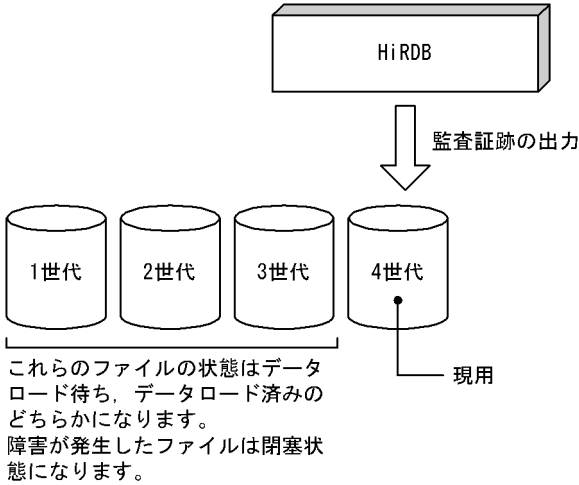 HiRDB
監査証跡の出力
1世代
2世代
3世代
4世代
これらのファイルの状態はデータ
ロード待ち，データロード済みの
どちらかになります。
障害が発生したファイルは閉塞状
態になります。
現用